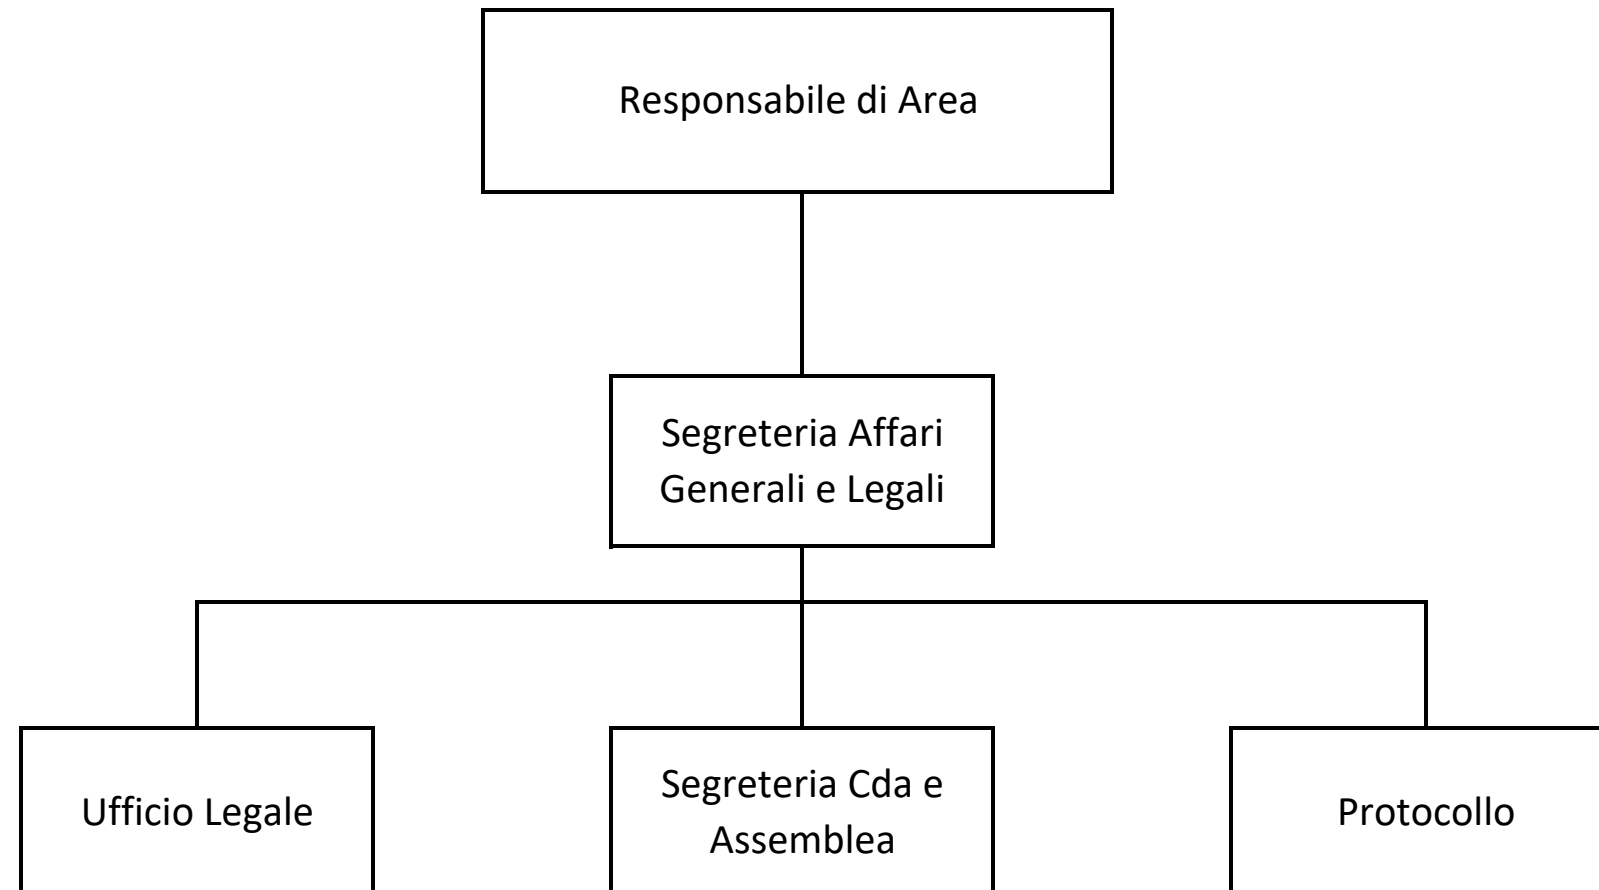 Responsabile di Area
Segreteria Affari
Generali e Legali
Ufficio Legale
Segreteria Cda e
Assemblea
Protocollo